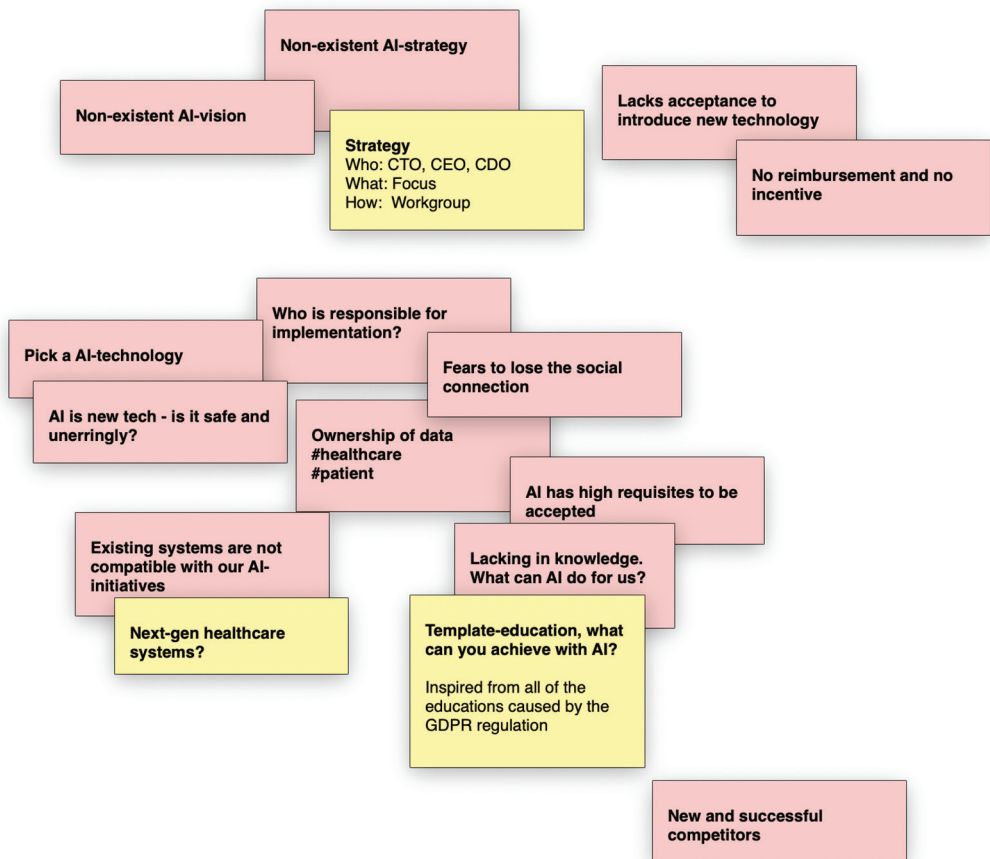 Non-existent AI-strategy
Non-existent AI-vision
Strategy
Who: CTO, CEO, CDO
What: Focus
How: Workgroup
Lacks acceptance to
introduce new technology
No reimbursement and no
incentive
Who is responsible for
implementation?
Pick a AI-technology
Fears to lose the social
connection
AI is new tech - is it safe and
unerringly?
Ownership of data
#healthcare
#patient
AI has high requisites to be
accepted
Existing systems are not
compatible with our AI-
initiatives
Lacking in knowledge.
What can AI do for us?
Next-gen healthcare
systems?
Template-education, what
can you achieve with AI?
Inspired from all of the
educations caused by the
GDPR regulation
New and successful
competitors